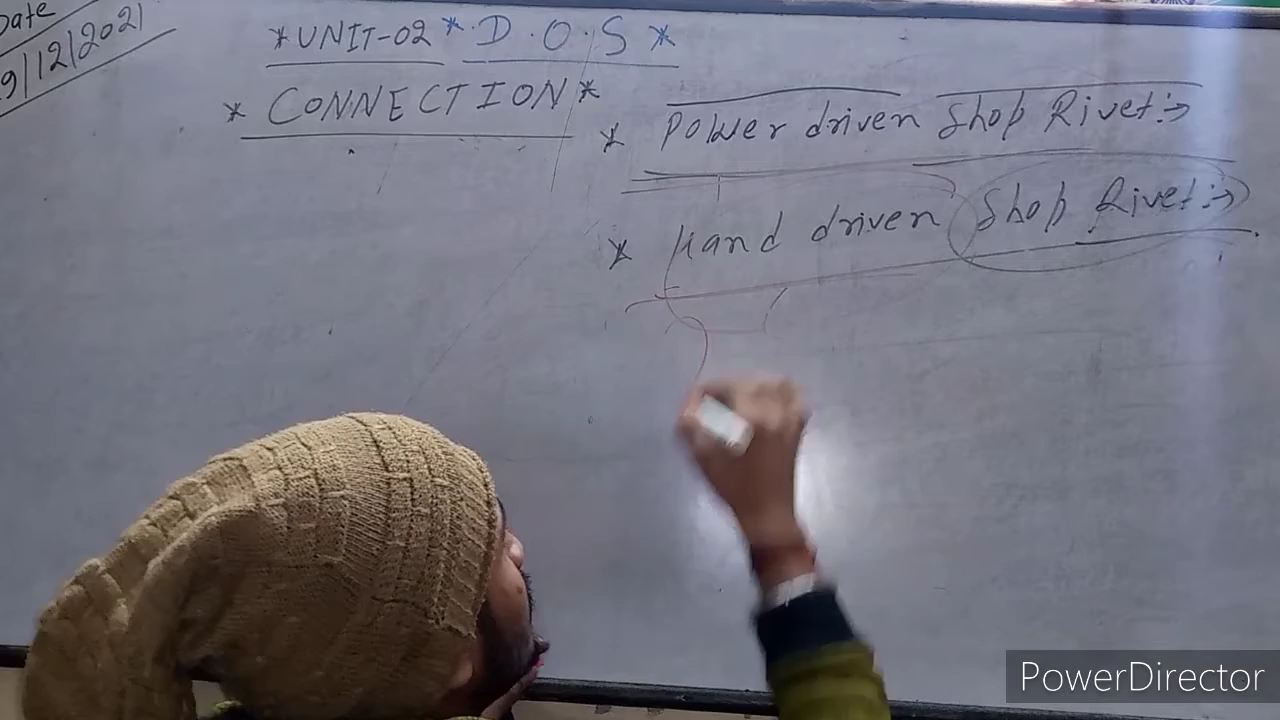 Date
9/12/2021
*UNIT-02 * D.O.S *
* CONNECTION *
* Power driven Shop Rivet:→
* Hand driven Shop Rivet:→
PowerDirector